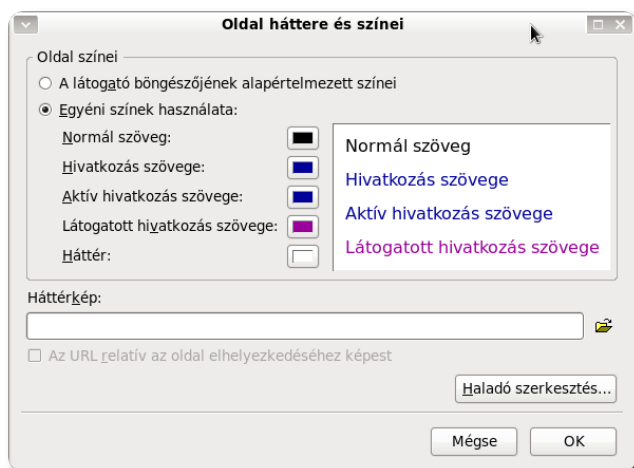 Oldal háttere és színei
Oldal színei
A látogató böngészőjének alapértelmezett színei
Egyéni színek használata:
Normál szöveg:
Hivatkozás szövege:
Aktív hivatkozás szövege:
Látogatott hivatkozás szövege:
Háttér:
Normál szöveg
Hivatkozás szövege
Aktív hivatkozás szövege
Látogatott hivatkozás szövege
Háttérkép:
Az URL relatív az oldal elhelyezkedéséhez képest
Haladó szerkesztés...
Mégse
OK